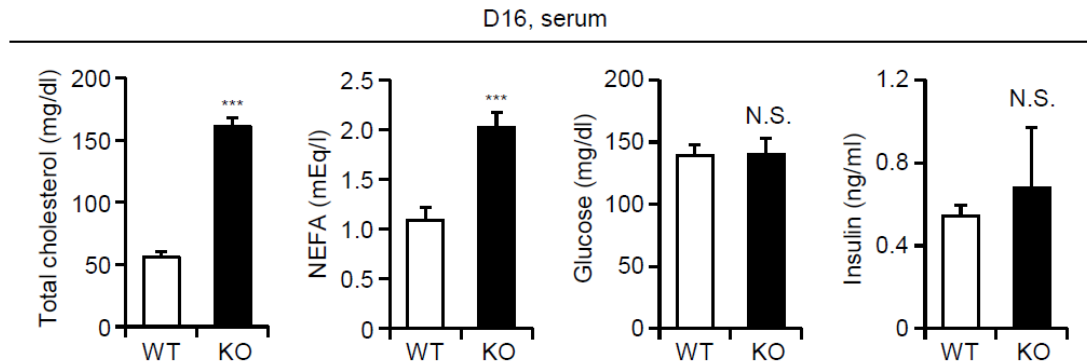 D16, serum
Total cholesterol (mg/dl)
200
150
100
50
0
***
WT
KO
NEFA (mEq/l)
2.5
2.0
1.5
1.0
0.5
0
***
WT
KO
Glucose (mg/dl)
200
150
100
50
0
N.S.
WT
KO
Insulin (ng/ml)
1.2
0.8
0.4
0
N.S.
WT
KO